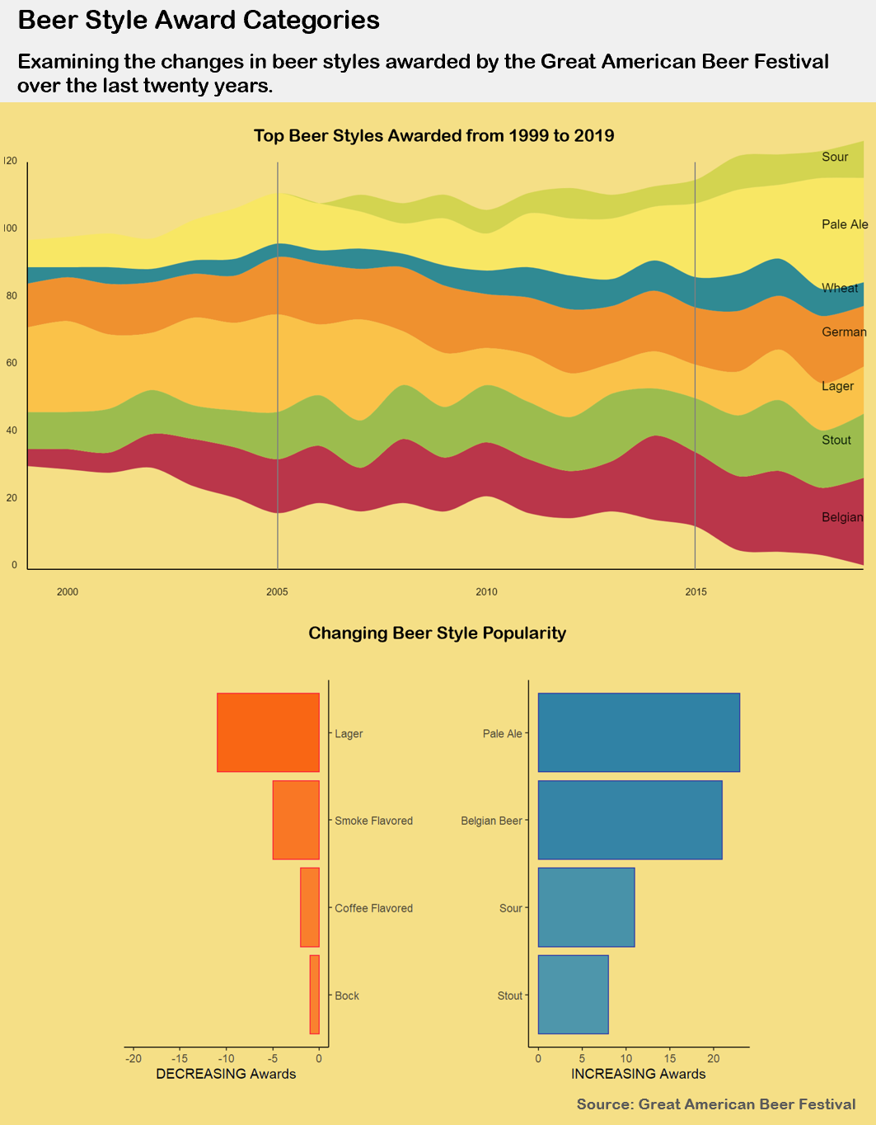 Beer Style Award Categories
Examining the changes in beer styles awarded by the Great American Beer Festival
over the last twenty years.
Top Beer Styles Awarded from 1999 to 2019
120
100
80
60
40
20
0
Sour
Pale Ale
Wheat
German
Lager
Stout
Belgian
2000 2005 2010 2015
Changing Beer Style Popularity
Lager
Smoke Flavored
Coffee Flavored
Bock
-20 -15 -10 -5 0
DECREASING Awards
Pale Ale
Belgian Beer
Sour
Stout
0 5 10 15 20
INCREASING Awards
Source: Great American Beer Festival